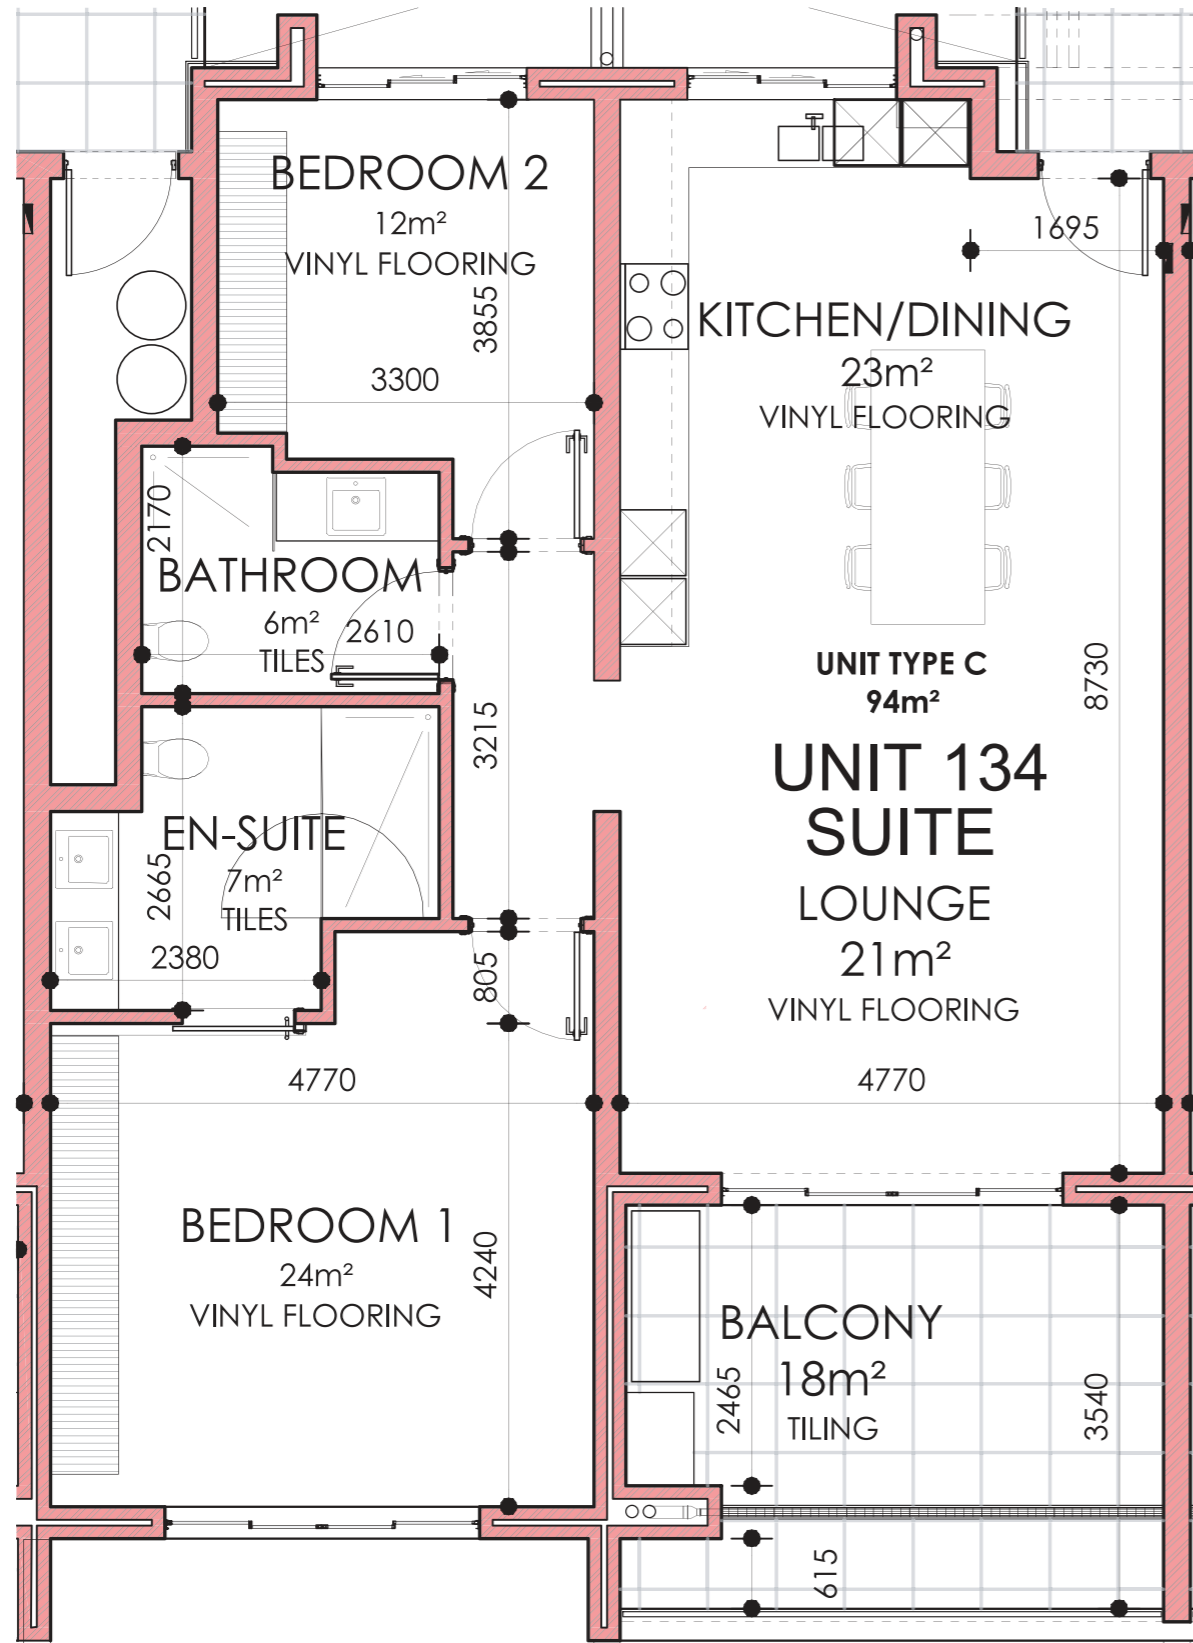 BEDROOM 2
12m²
VINYL FLOORING
3855
3300
1695
KITCHEN/DINING
23m²
VINYL FLOORING
2170
BATHROOM
6m²
2610
TILES
UNIT TYPE C
94m²
8730
3215
UNIT 134
SUITE
EN-SUITE
7m²
TILES
2665
2380
805
LOUNGE
21m²
VINYL FLOORING
4770
4770
BEDROOM 1
24m²
VINYL FLOORING
4240
BALCONY
18m²
TILING
2465
3540
615